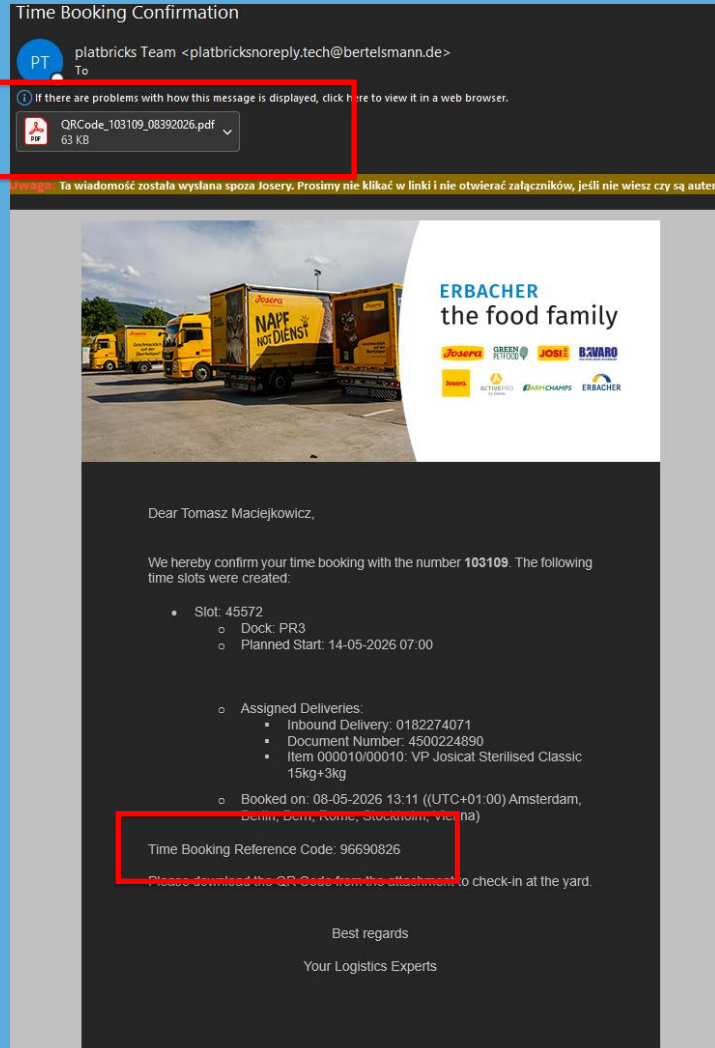 Time Booking Confirmation
PT
platbricks Team <platbricksnoreply.tech@bertelsmann.de>
To
If there are problems with how this message is displayed, click here to view it in a web browser.
PDF
QRCode_103109_08392026.pdf
63 KB
Uwaga: Ta wiadomość została wysłana spoza Josery. Prosimy nie klikać w linki i nie otwierać załączników, jeśli nie wiesz czy są auten
Josera
NAPF
NOT DIENST
ERBACHER
the food family
Josera GREEN PETFOOD JOSI BAVARO
Josera ACTIVEPRO FARMCHAMPS ERBACHER
Dear Tomasz Maciejkowicz,
We hereby confirm your time booking with the number 103109. The following
time slots were created:
• Slot: 45572
o Dock: PR3
o Planned Start: 14-05-2026 07:00
o Assigned Deliveries:
▪ Inbound Delivery: 0182274071
▪ Document Number: 4500224890
▪ Item 000010/00010: VP Josicat Sterilised Classic
15kg+3kg
o Booked on: 08-05-2026 13:11 ((UTC+01:00) Amsterdam,
Berlin, Bern, Rome, Stockholm, Vienna)
Time Booking Reference Code: 96690826
Please download the QR Code from the attachment to check-in at the yard.
Best regards
Your Logistics Experts